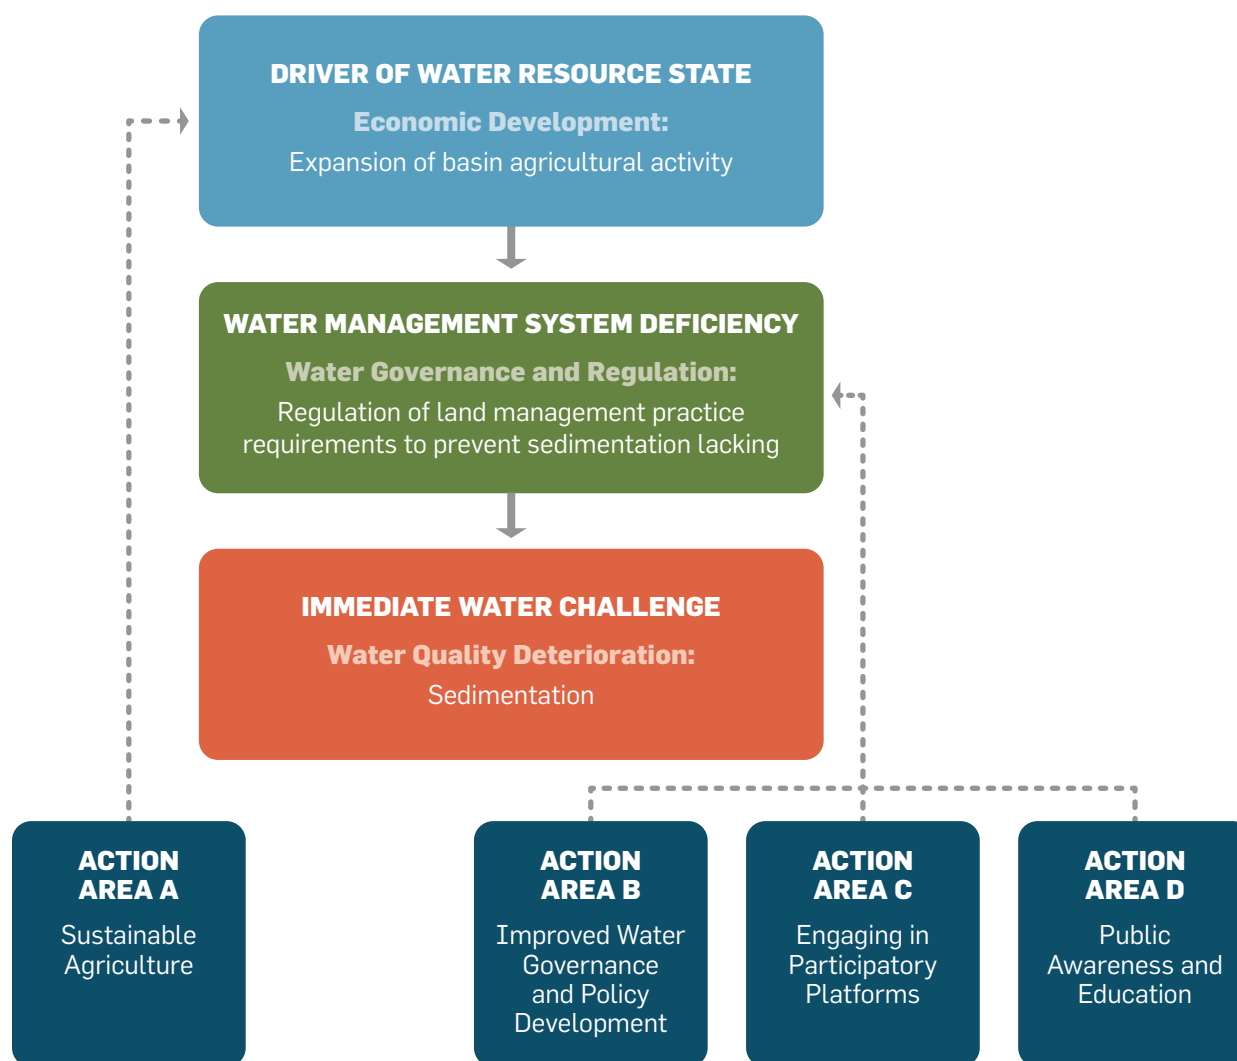 DRIVER OF WATER RESOURCE STATE
Economic Development:
Expansion of basin agricultural activity
WATER MANAGEMENT SYSTEM DEFICIENCY
Water Governance and Regulation:
Regulation of land management practice
requirements to prevent sedimentation lacking
IMMEDIATE WATER CHALLENGE
Water Quality Deterioration:
Sedimentation
ACTION
AREA A
Sustainable
Agriculture
ACTION
AREA B
Improved Water
Governance
and Policy
Development
ACTION
AREA C
Engaging in
Participatory
Platforms
ACTION
AREA D
Public
Awareness and
Education